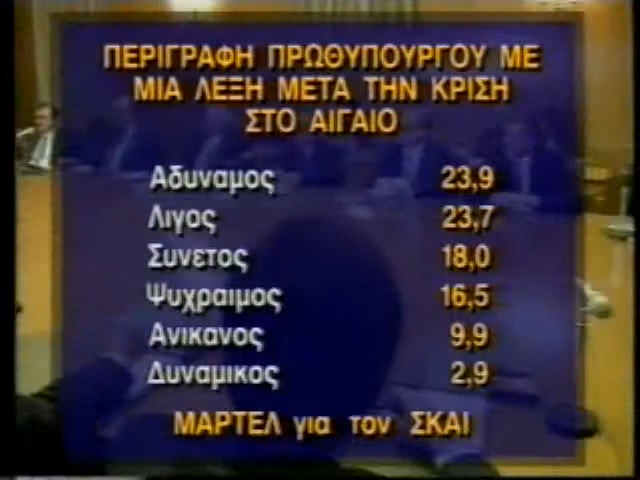 ΠΕΡΙΓΡΑΦΗ ΠΡΩΘΥΠΟΥΡΓΟΥ ΜΕ
ΜΙΑ ΛΕΞΗ ΜΕΤΑ ΤΗΝ ΚΡΙΣΗ
ΣΤΟ ΑΙΓΑΙΟ
Αδυναμος 23,9
Λιγος 23,7
Συνετος 18,0
Ψυχραιμος 16,5
Ανικανος 9,9
Δυναμικος 2,9
ΜΑΡΤΕΛ για τον ΣΚΑΙ